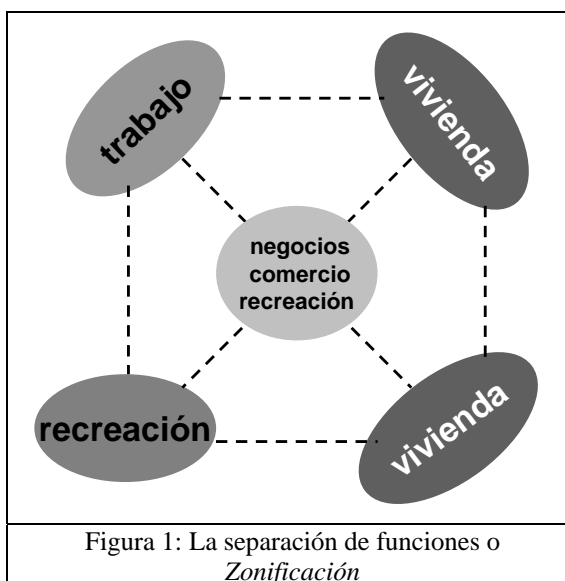 trabajo
vivienda
negocios
comercio
recreación
recreación
vivienda
Figura 1: La separación de funciones o
Zonificación